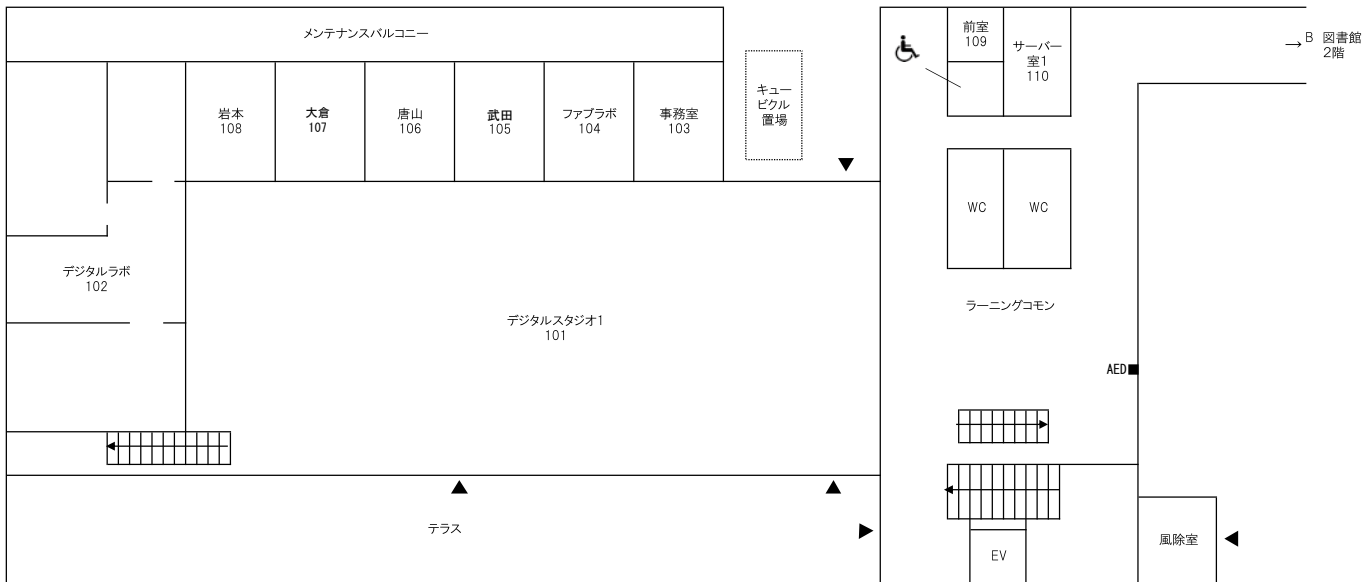 メンテナンスバルコニー
前室
109
サーバー
室1
110
→ B 図書館
2階
岩本
108
大倉
107
唐山
106
武田
105
ファブラボ
104
事務室
103
キュー
ビクル
置場
WC
WC
デジタルラボ
102
デジタルスタジオ1
101
ラーニングコモン
AED
テラス
EV
風除室